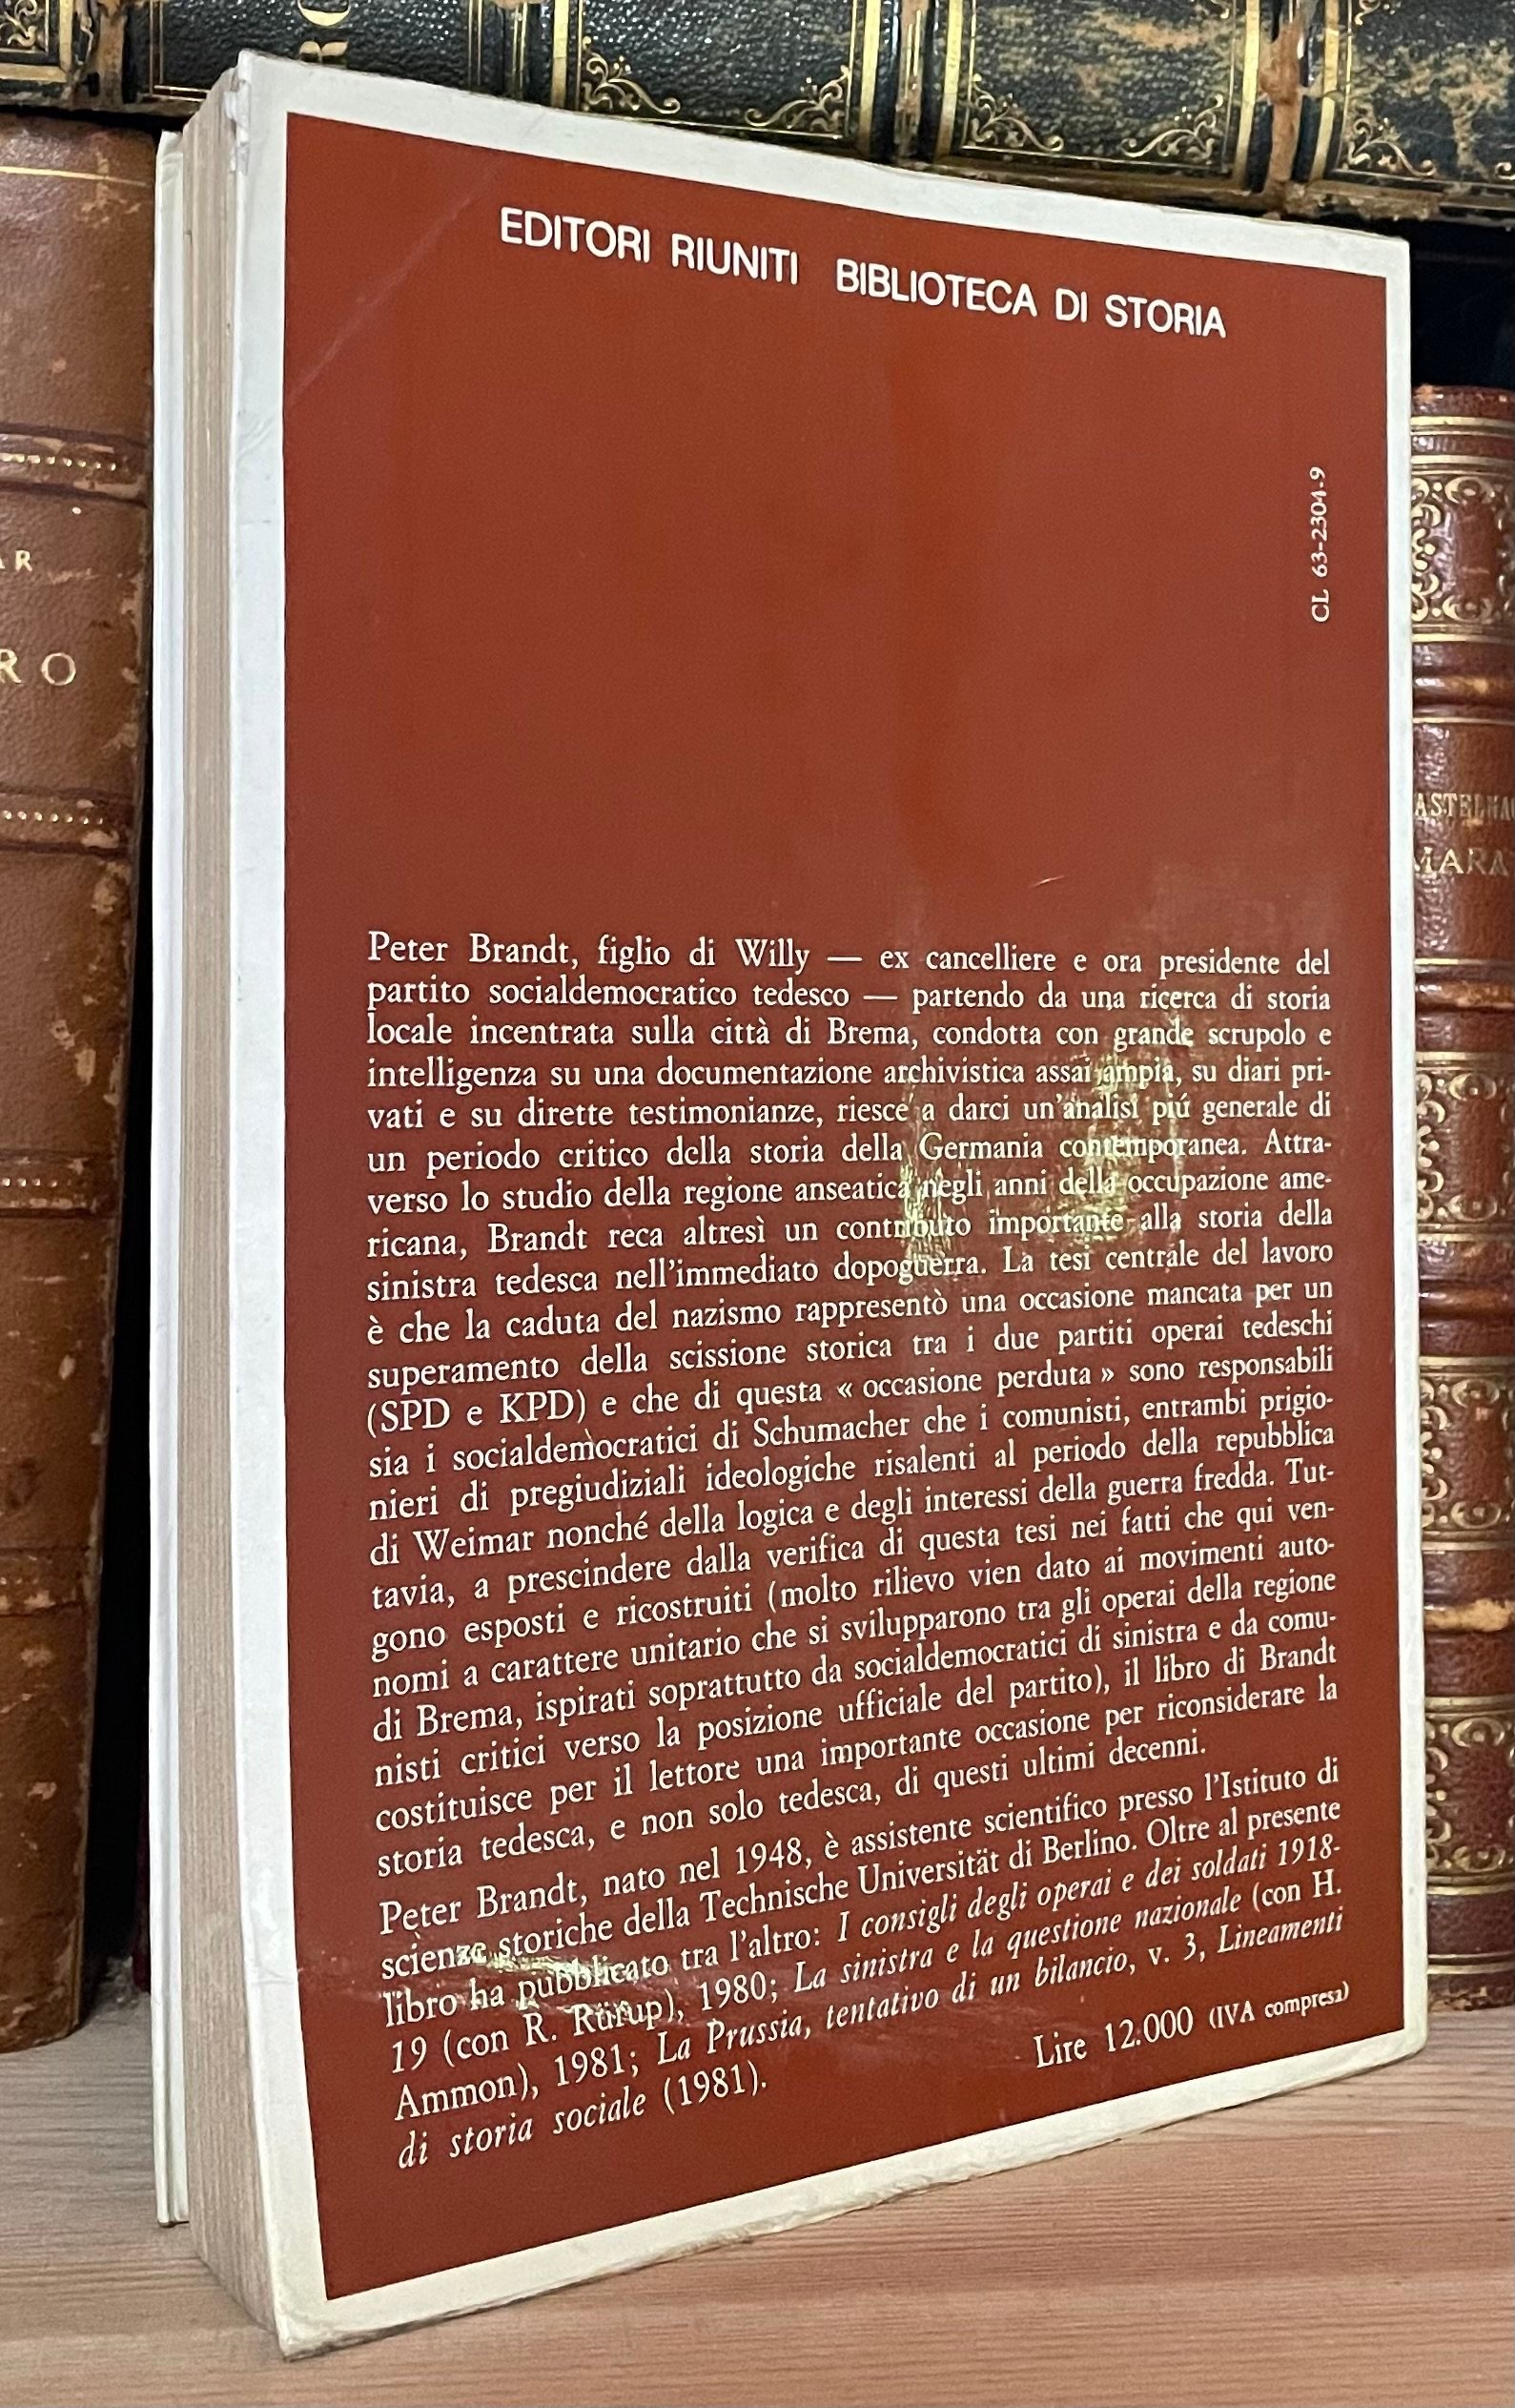 EDITORI RIUNITI BIBLIOTECA DI STORIA
CL 63-2304-9
Peter Brandt, figlio di Willy — ex cancelliere e ora presidente del
partito socialdemocratico tedesco — partendo da una ricerca di storia
locale incentrata sulla città di Brema, condotta con grande scrupolo e
intelligenza su una documentazione archivistica assai ampia, su diari pri-
vati e su dirette testimonianze, riesce a darci un'analisi piú generale di
un periodo critico della storia della Germania contemporanea. Attra-
verso lo studio della regione anseatica negli anni della occupazione ame-
ricana, Brandt reca altresì un contributo importante alla storia della
sinistra tedesca nell'immediato dopoguerra. La tesi centrale del lavoro
è che la caduta del nazismo rappresentò una occasione mancata per un
superamento della scissione storica tra i due partiti operai tedeschi
(SPD e KPD) e che di questa « occasione perduta » sono responsabili
sia i socialdemocratici di Schumacher che i comunisti, entrambi prigio-
nieri di pregiudiziali ideologiche risalenti al periodo della repubblica
di Weimar nonché della logica e degli interessi della guerra fredda. Tut-
tavia, a prescindere dalla verifica di questa tesi nei fatti che qui ven-
gono esposti e ricostruiti (molto rilievo vien dato ai movimenti auto-
nomi a carattere unitario che si svilupparono tra gli operai della regione
di Brema, ispirati soprattutto da socialdemocratici di sinistra e da comu-
nisti critici verso la posizione ufficiale del partito), il libro di Brandt
costituisce per il lettore una importante occasione per riconsiderare la
storia tedesca, e non solo tedesca, di questi ultimi decenni.
Peter Brandt, nato nel 1948, è assistente scientifico presso l'Istituto di
scienze storiche della Technische Universität di Berlino. Oltre al presente
libro ha pubblicato tra l'altro: I consigli degli operai e dei soldati 1918-
19 (con R. Rürup), 1980; La sinistra e la questione nazionale (con H.
Ammon), 1981; La Prussia, tentativo di un bilancio, v. 3, Lineamenti
di storia sociale (1981).
Lire 12.000 (IVA compresa)
RO